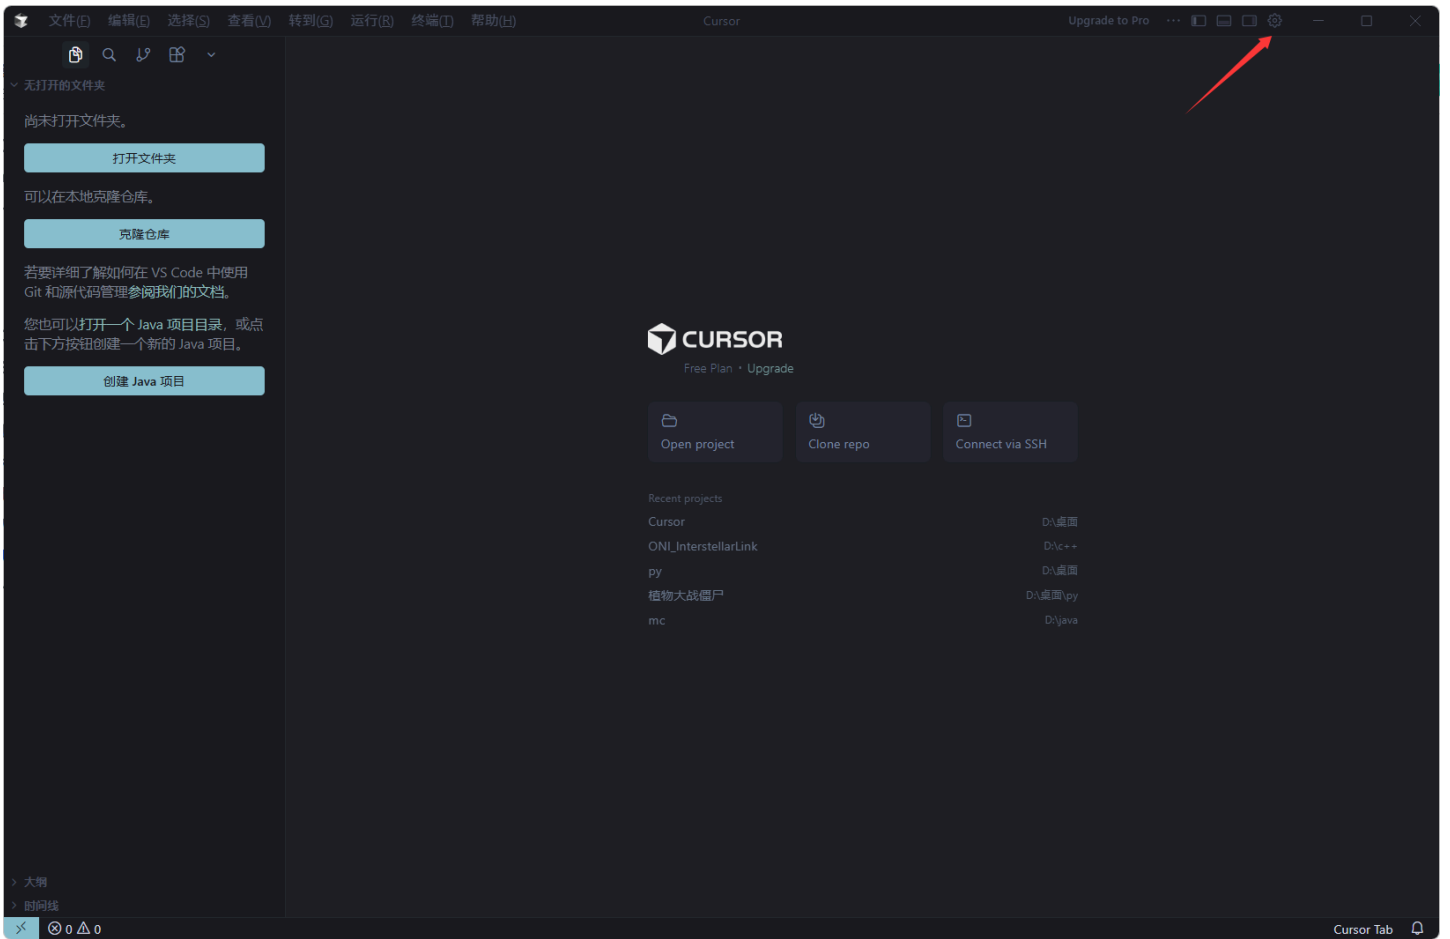 文件(F) 编辑(E) 选择(S) 查看(V) 转到(G) 运行(R) 终端(T) 帮助(H) Cursor Upgrade to Pro
无打开的文件夹
尚未打开文件夹。
打开文件夹
可以在本地克隆仓库。
克隆仓库
若要详细了解如何在 VS Code 中使用
Git 和源代码管理参阅我们的文档。
您也可以打开一个 Java 项目目录，或点
击下方按钮创建一个新的 Java 项目。
创建 Java 项目
CURSOR
Free Plan • Upgrade
Open project Clone repo Connect via SSH
Recent projects
Cursor D:\桌面
ONI_InterstellarLink D:\c++
py D:\桌面
植物大战僵尸 D:\桌面\py
mc D:\java
大纲
时间线
0 0 Cursor Tab